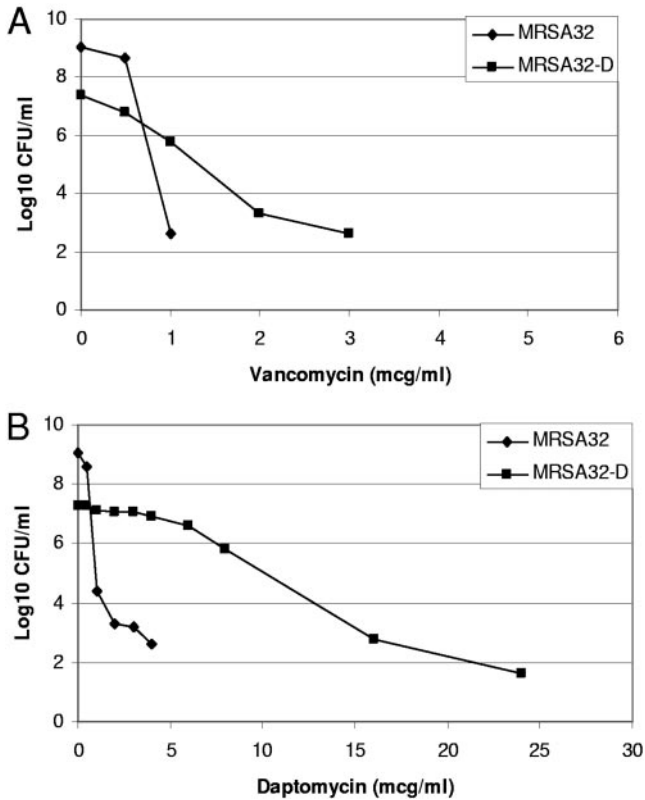 A
Log10 CFU/ml
10
8
6
4
2
0
MRSA32
MRSA32-D
0 1 2 3 4 5 6
Vancomycin (mcg/ml)
B
Log10 CFU/ml
10
8
6
4
2
0
MRSA32
MRSA32-D
0 5 10 15 20 25 30
Daptomycin (mcg/ml)